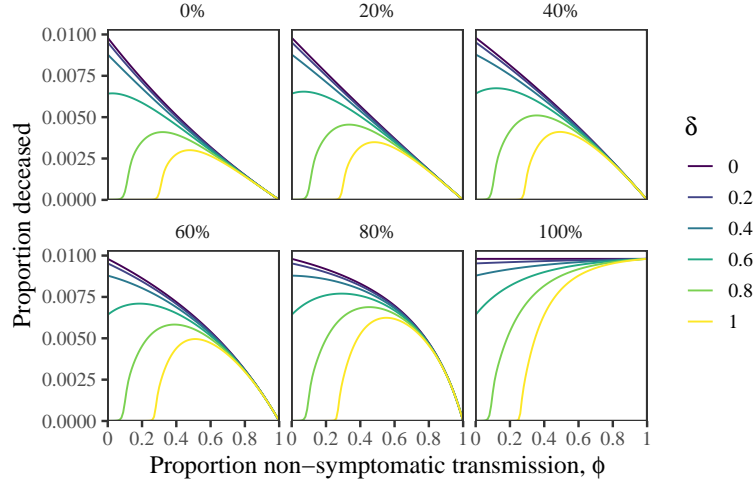 0% 20% 40%
0.0100
0.0075
0.0050
0.0025
0.0000
60% 80% 100%
0.0100
0.0075
0.0050
0.0025
0.0000
0 0.2 0.4 0.6 0.8 1 0 0.2 0.4 0.6 0.8 1 0 0.2 0.4 0.6 0.8 1
Proportion deceased
Proportion non−symptomatic transmission, ϕ
δ
0
0.2
0.4
0.6
0.8
1